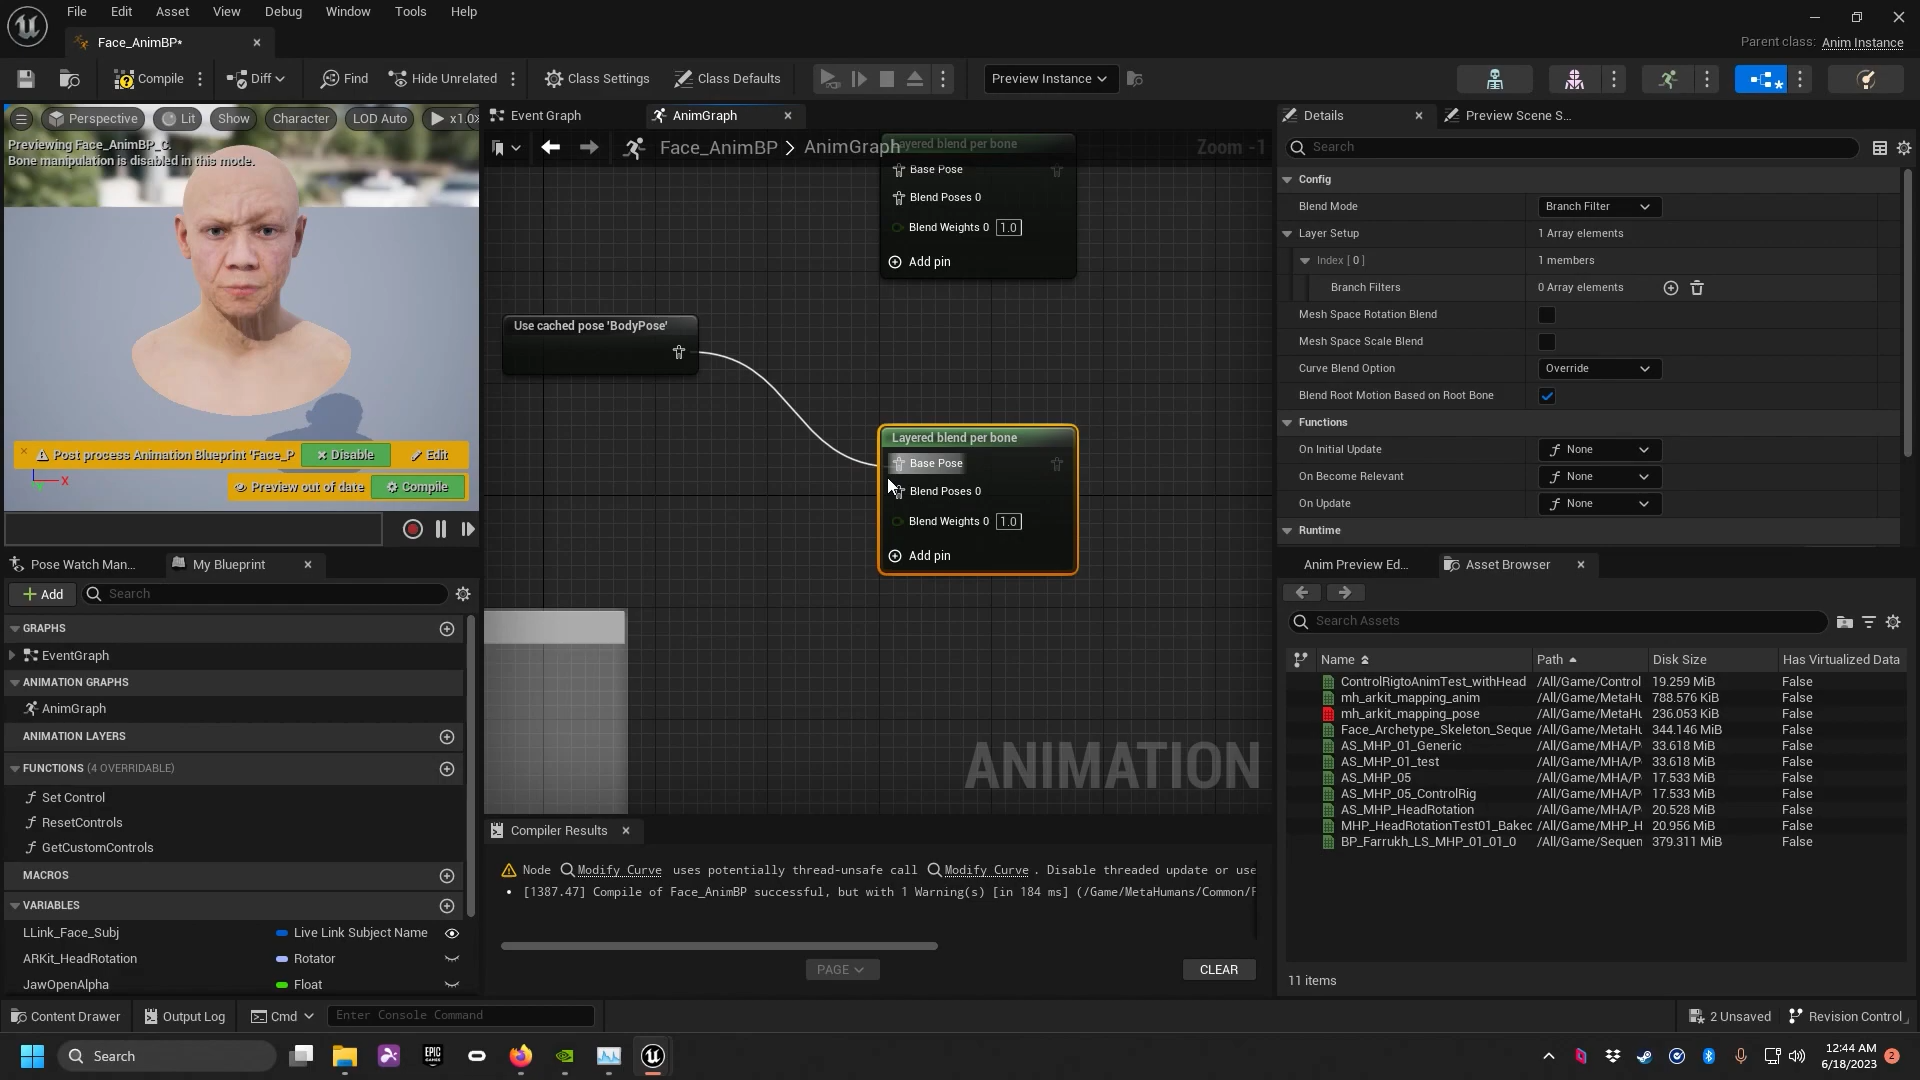 File Edit Asset View Debug Window Tools Help
Face_AnimBP*
Parent class: Anim Instance
Compile Diff Find Hide Unrelated Class Settings Class Defaults Preview Instance
Perspective Lit Show Character LOD Auto x1.0
Previewing Face_AnimBP_C.
Bone manipulation is disabled in this mode.
Post process Animation Blueprint 'Face_P Disable Edit
X
Preview out of date Compile
Event Graph AnimGraph
Face_AnimBP > AnimGraph
Zoom -1
Layered blend per bone
Base Pose
Blend Poses 0
Blend Weights 0 1.0
Add pin
Use cached pose 'BodyPose'
Layered blend per bone
Base Pose
Blend Poses 0
Blend Weights 0 1.0
Add pin
ANIMATION
Details Preview Scene S...
Search
Config
Blend Mode Branch Filter
Layer Setup 1 Array elements
Index [ 0 ] 1 members
Branch Filters 0 Array elements
Mesh Space Rotation Blend
Mesh Space Scale Blend
Curve Blend Option Override
Blend Root Motion Based on Root Bone
Functions
On Initial Update None
On Become Relevant None
On Update None
Runtime
Pose Watch Man... My Blueprint
Add Search
GRAPHS
EventGraph
ANIMATION GRAPHS
AnimGraph
ANIMATION LAYERS
FUNCTIONS (4 OVERRIDABLE)
Set Control
ResetControls
GetCustomControls
MACROS
VARIABLES
LLink_Face_Subj Live Link Subject Name
ARKit_HeadRotation Rotator
JawOpenAlpha Float
Compiler Results
Node Modify Curve uses potentially thread-unsafe call Modify Curve . Disable threaded update or use
[1387.47] Compile of Face_AnimBP successful, but with 1 Warning(s) [in 184 ms] (/Game/MetaHumans/Common/F
PAGE CLEAR
Anim Preview Ed... Asset Browser
Search Assets
Name Path Disk Size Has Virtualized Data
ControlRigtoAnimTest_withHead /All/Game/Control 19.259 MiB False
mh_arkit_mapping_anim /All/Game/MetaHu 788.576 KiB False
mh_arkit_mapping_pose /All/Game/MetaHu 236.053 KiB False
Face_Archetype_Skeleton_Seque /All/Game/MetaHu 344.146 MiB False
AS_MHP_01_Generic /All/Game/MHA/P 33.618 MiB False
AS_MHP_01_test /All/Game/MHA/P 33.618 MiB False
AS_MHP_05 /All/Game/MHA/P 17.533 MiB False
AS_MHP_05_ControlRig /All/Game/MHA/P 17.533 MiB False
AS_MHP_HeadRotation /All/Game/MHA/P 20.528 MiB False
MHP_HeadRotationTest01_Baked /All/Game/MHP_H 20.956 MiB False
BP_Farrukh_LS_MHP_01_01_0 /All/Game/Sequen 379.311 MiB False
11 items
Content Drawer Output Log Cmd Enter Console Command 2 Unsaved Revision Control
Search EPIC GAMES 12:44 AM
6/18/2023 2